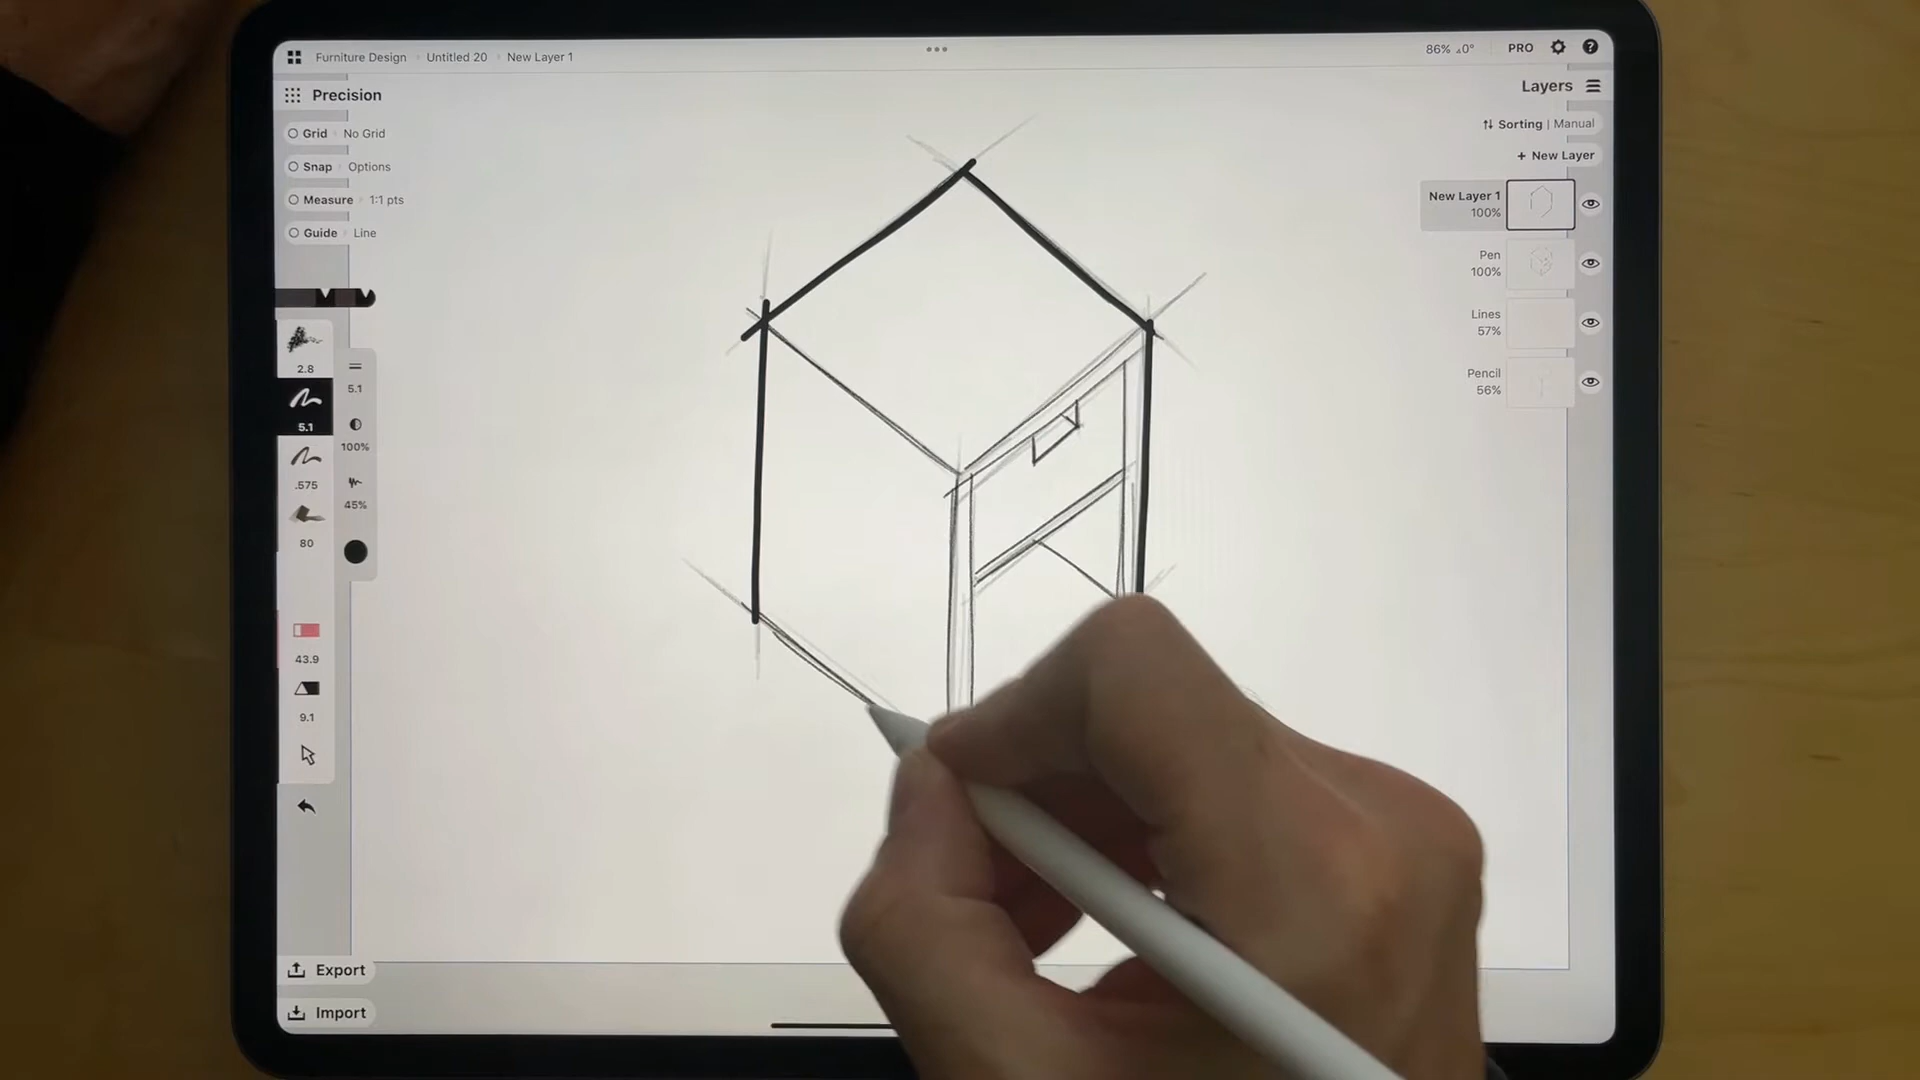 Furniture Design Untitled 20 New Layer 1
86% 0° PRO ?
Precision
Layers
Grid No Grid
Sorting | Manual
Snap Options
+ New Layer
Measure 1:1 pts
New Layer 1
100%
Guide Line
Pen
100%
Lines
57%
2.8
5.1
Pencil
56%
5.1
100%
.575
45%
80
43.9
9.1
Export
Import